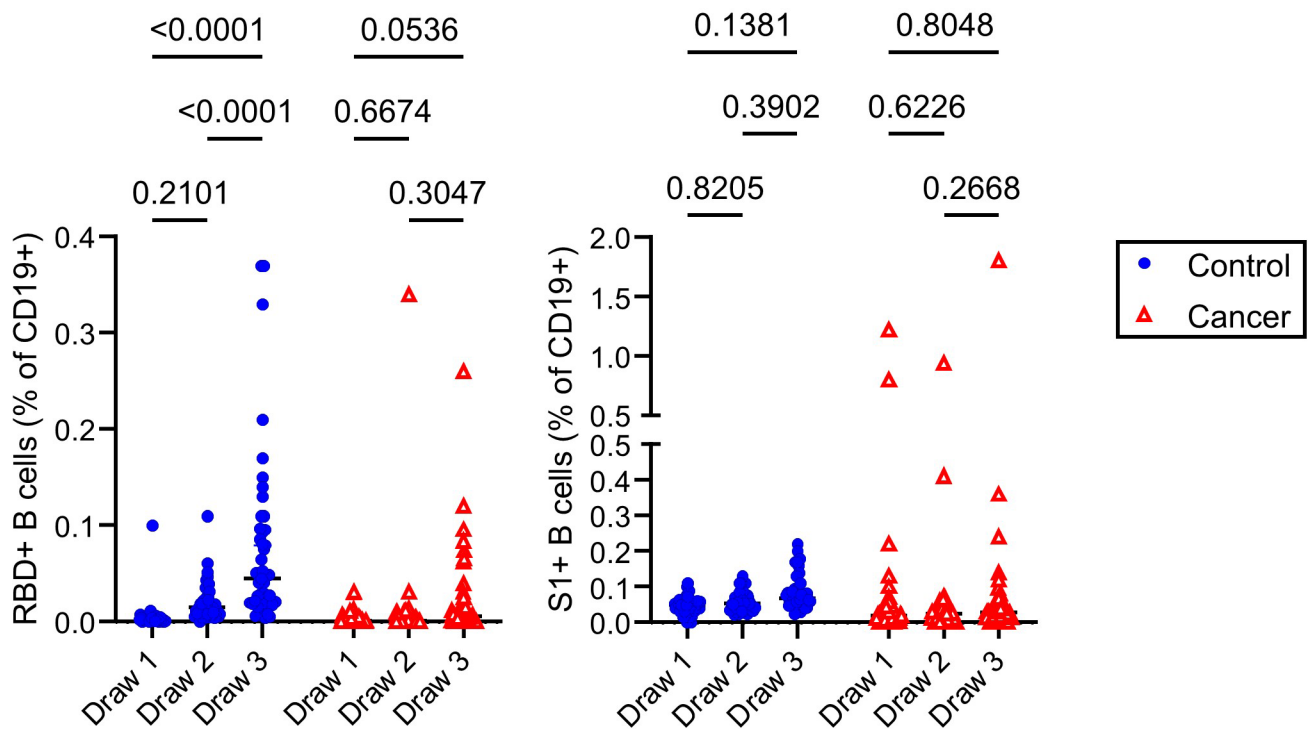 <0.0001
0.0536
<0.0001
0.6674
0.2101
0.3047
RBD+ B cells (% of CD19+)
0.4
0.3
0.2
0.1
0.0
Draw 1
Draw 2
Draw 3
Draw 1
Draw 2
Draw 3
0.1381
0.8048
0.3902
0.6226
0.8205
0.2668
S1+ B cells (% of CD19+)
2.0
1.5
1.0
0.5
0.5
0.4
0.3
0.2
0.1
0.0
Draw 1
Draw 2
Draw 3
Draw 1
Draw 2
Draw 3
Control
Cancer